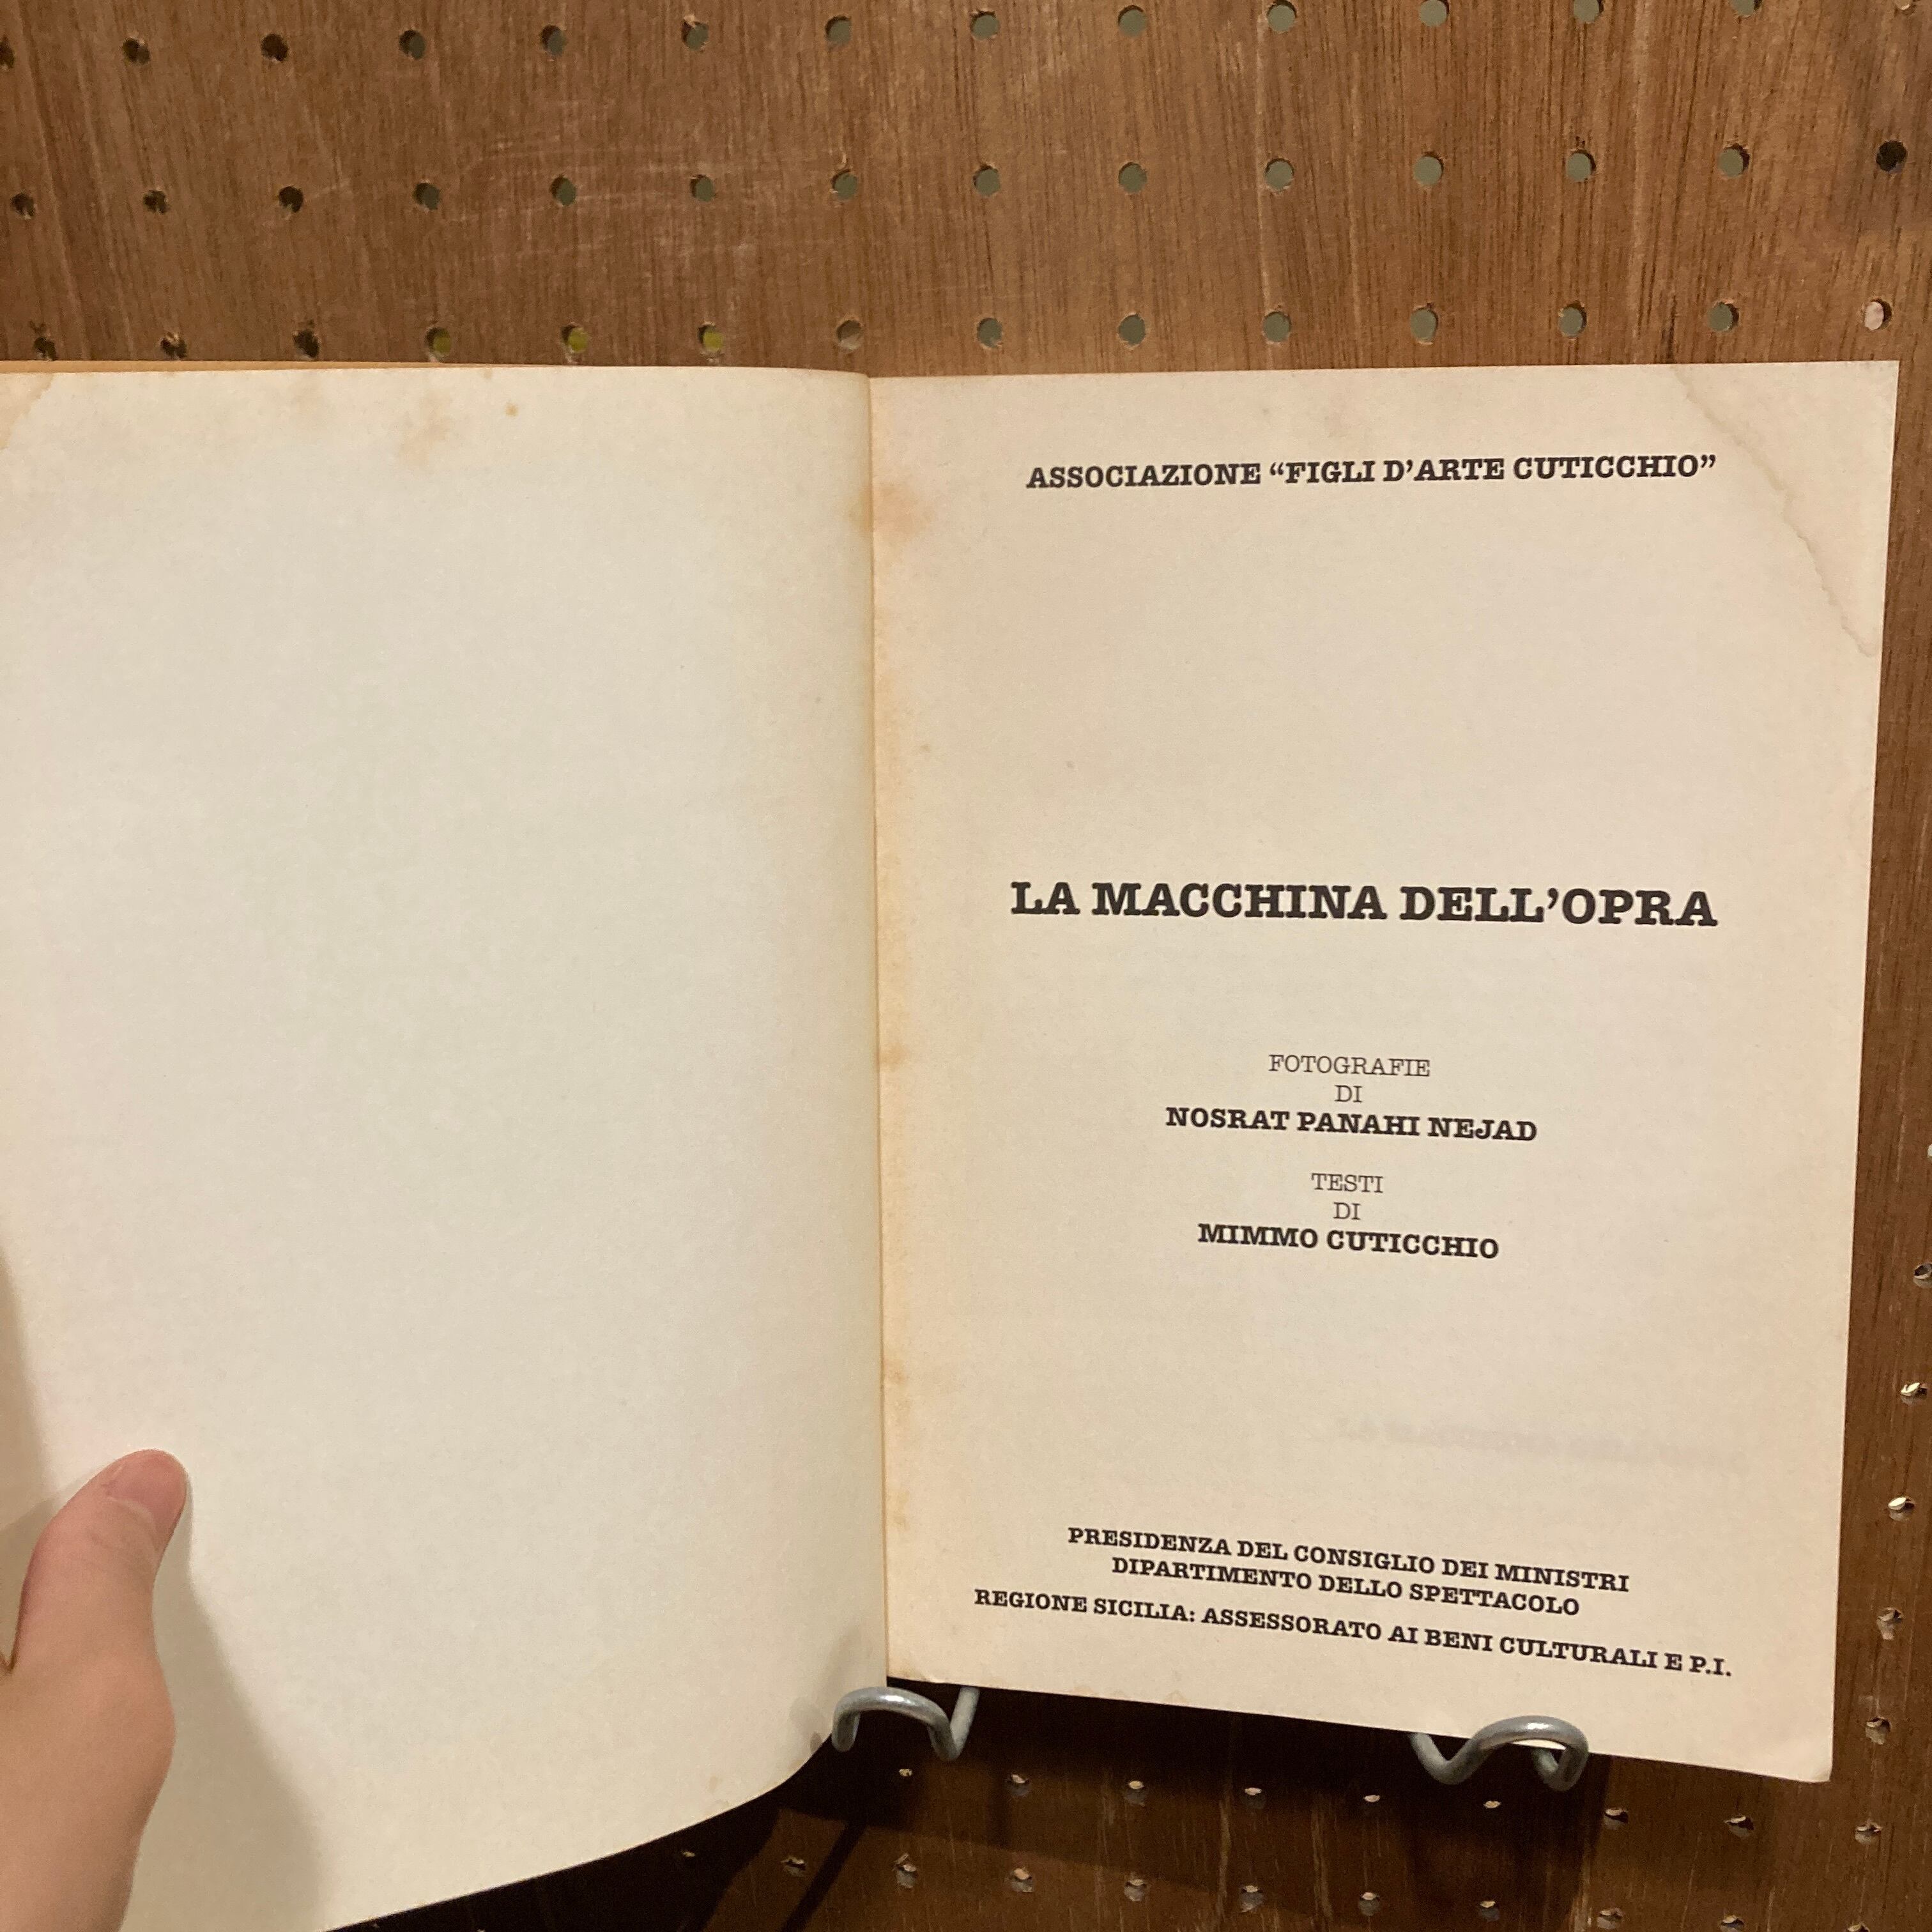 ASSOCIAZIONE “FIGLI D’ARTE CUTICCHIO”
LA MACCHINA DELL’OPRA
FOTOGRAFIE
DI
NOSRAT PANAHI NEJAD
TESTI
DI
MIMMO CUTICCHIO
PRESIDENZA DEL CONSIGLIO DEI MINISTRI
DIPARTIMENTO DELLO SPETTACOLO
REGIONE SICILIA: ASSESSORATO AI BENI CULTURALI E P.I.